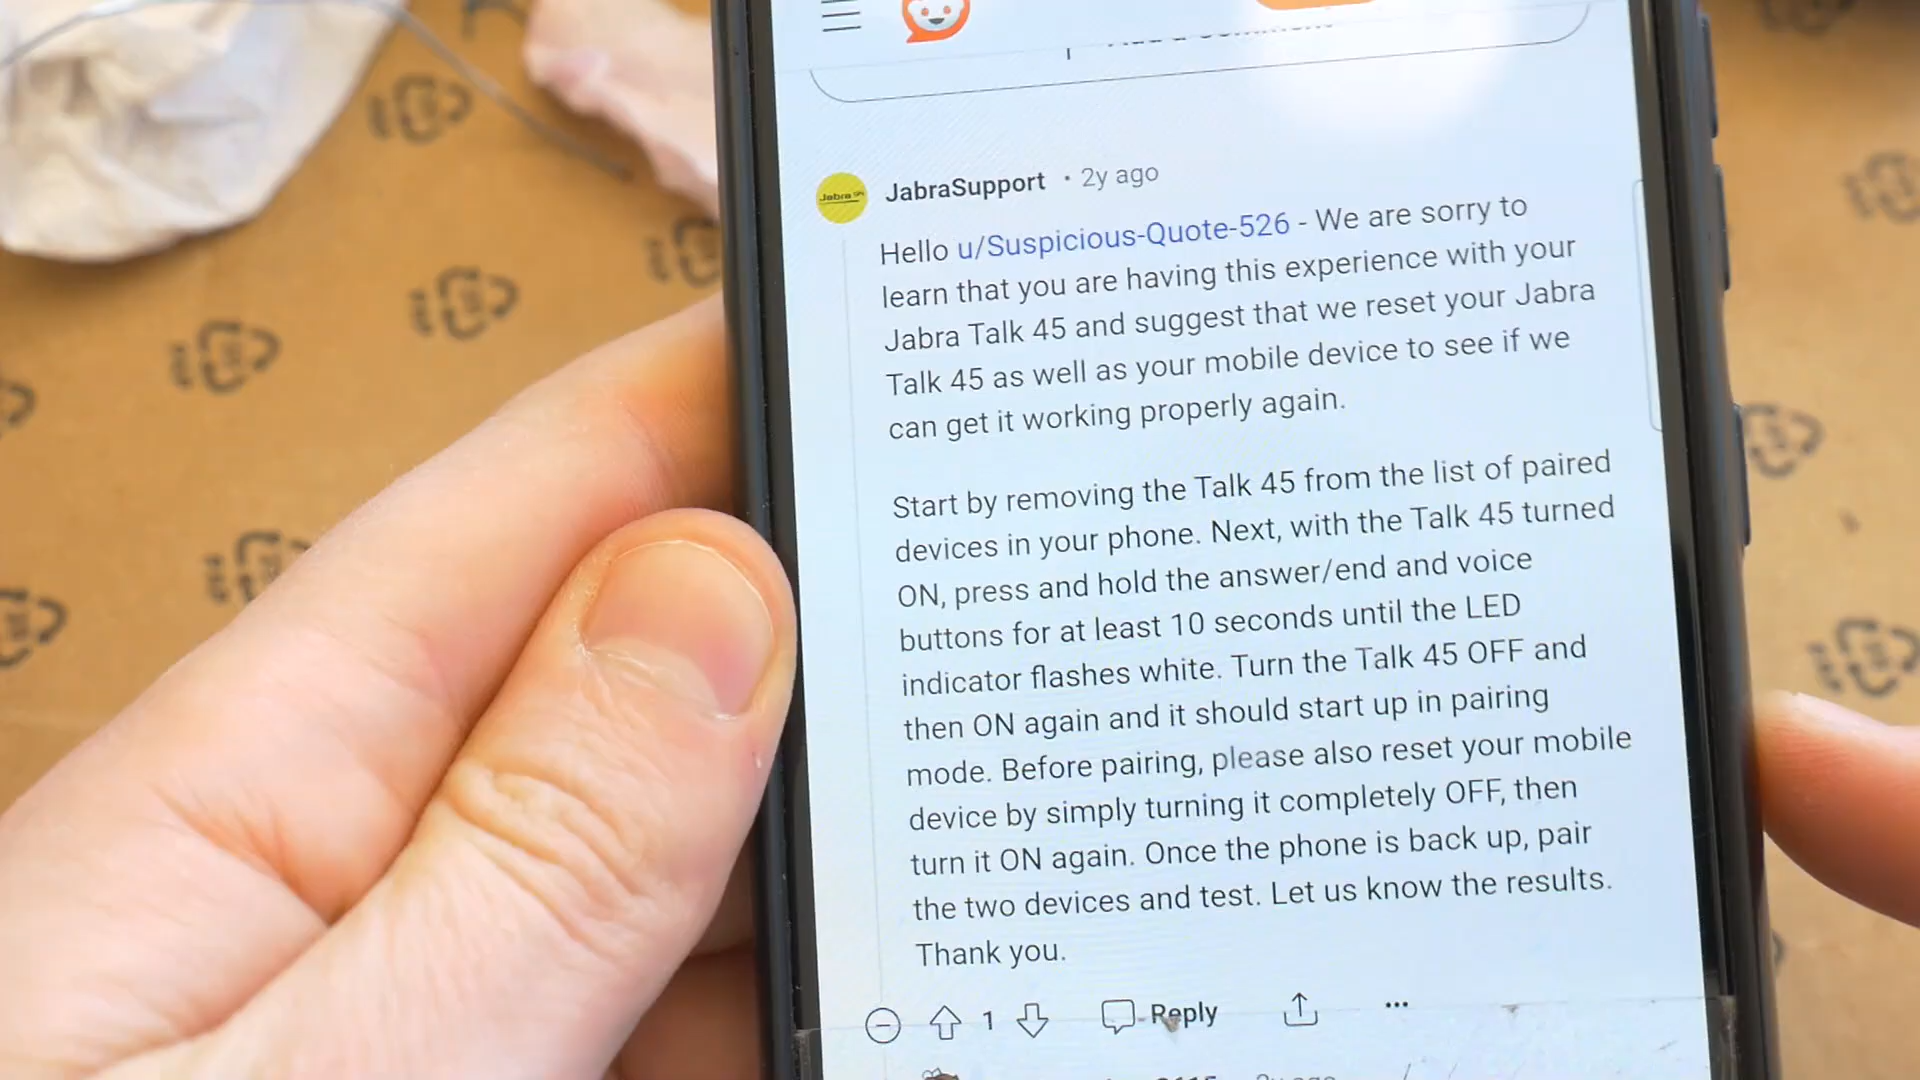 JabraSupport · 2y ago
Jabra GN
Hello u/Suspicious-Quote-526 - We are sorry to
learn that you are having this experience with your
Jabra Talk 45 and suggest that we reset your Jabra
Talk 45 as well as your mobile device to see if we
can get it working properly again.
Start by removing the Talk 45 from the list of paired
devices in your phone. Next, with the Talk 45 turned
ON, press and hold the answer/end and voice
buttons for at least 10 seconds until the LED
indicator flashes white. Turn the Talk 45 OFF and
then ON again and it should start up in pairing
mode. Before pairing, please also reset your mobile
device by simply turning it completely OFF, then
turn it ON again. Once the phone is back up, pair
the two devices and test. Let us know the results.
Thank you.
1 Reply ...